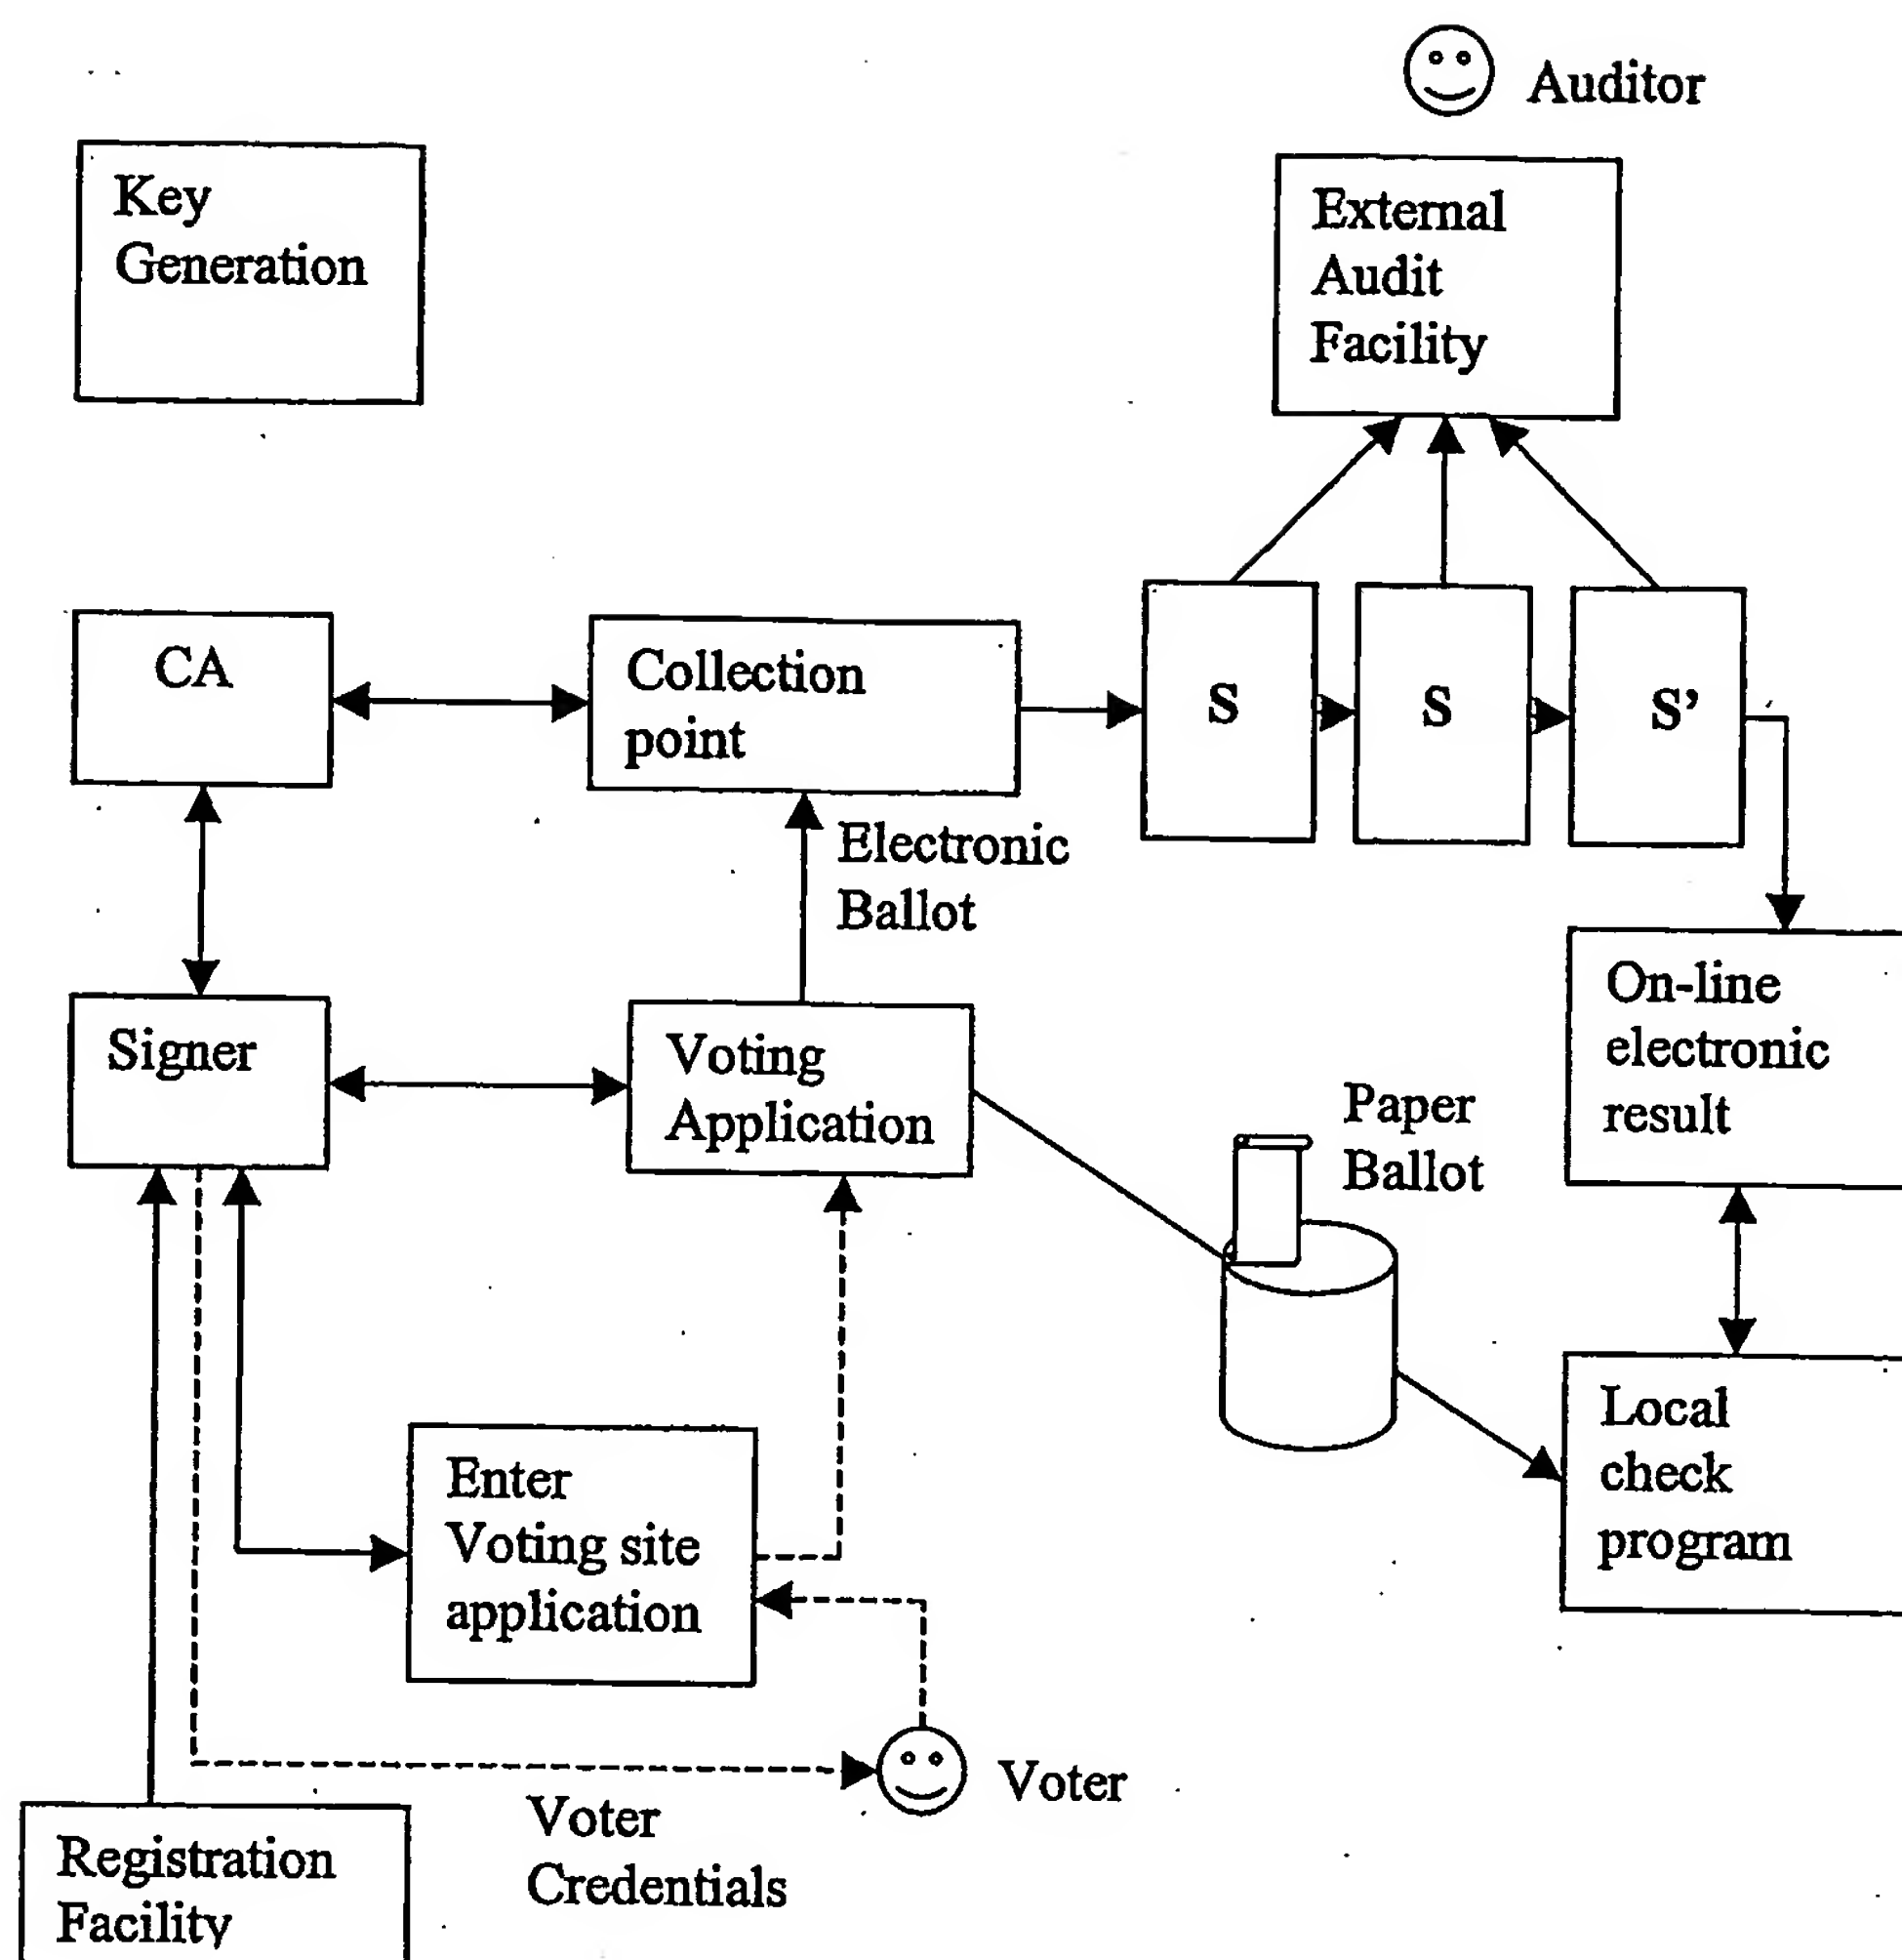 Auditor
Key
Generation
External
Audit
Facility
CA
Collection
point
S
S
S’
Electronic
Ballot
Signer
Voting
Application
Paper
Ballot
On-line
electronic
result
Enter
Voting site
application
Local
check
program
Voter
Voter
Credentials
Registration
Facility